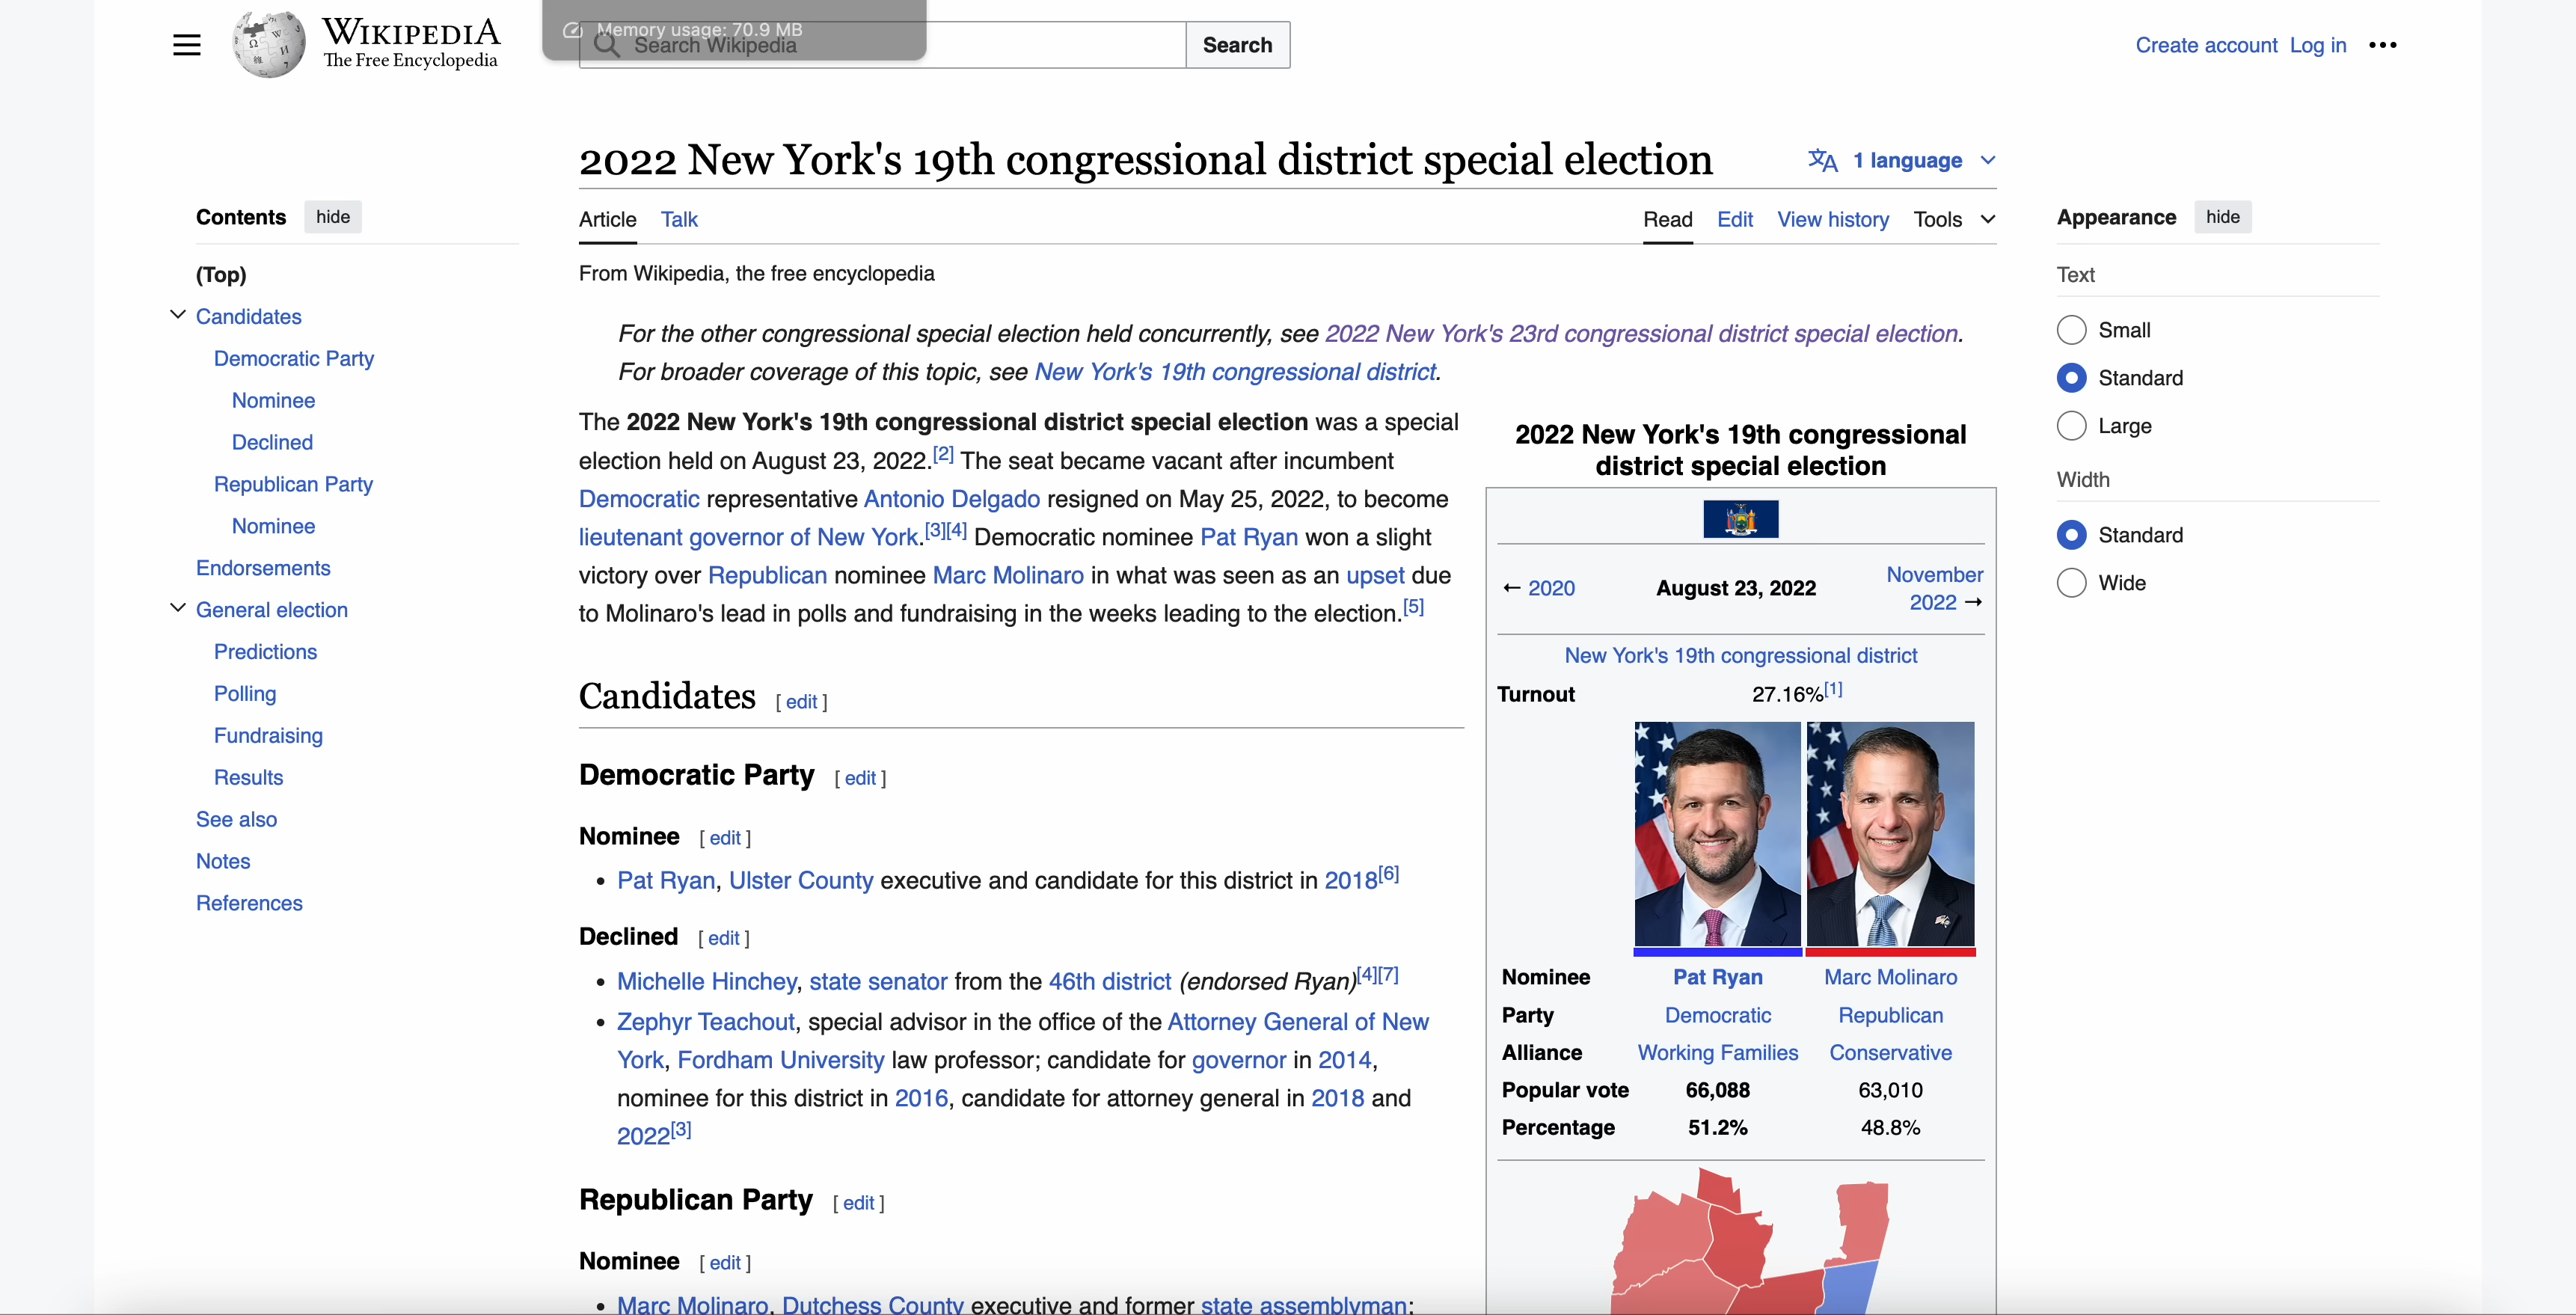 Memory usage: 70.9 MB
WIKIPEDIA
The Free Encyclopedia
Search Wikipedia
Search
Create account Log in
2022 New York's 19th congressional district special election
1 language
Contents hide
(Top)
Candidates
Democratic Party
Nominee
Declined
Republican Party
Nominee
Endorsements
General election
Predictions
Polling
Fundraising
Results
See also
Notes
References
Article Talk
Read Edit View history Tools
From Wikipedia, the free encyclopedia
For the other congressional special election held concurrently, see 2022 New York's 23rd congressional district special election.
For broader coverage of this topic, see New York's 19th congressional district.
The 2022 New York's 19th congressional district special election was a special
election held on August 23, 2022.[2] The seat became vacant after incumbent
Democratic representative Antonio Delgado resigned on May 25, 2022, to become
lieutenant governor of New York.[3][4] Democratic nominee Pat Ryan won a slight
victory over Republican nominee Marc Molinaro in what was seen as an upset due
to Molinaro's lead in polls and fundraising in the weeks leading to the election.[5]
Candidates [ edit ]
Democratic Party [ edit ]
Nominee [ edit ]
• Pat Ryan, Ulster County executive and candidate for this district in 2018[6]
Declined [ edit ]
• Michelle Hinchey, state senator from the 46th district (endorsed Ryan)[4][7]
• Zephyr Teachout, special advisor in the office of the Attorney General of New
York, Fordham University law professor; candidate for governor in 2014,
nominee for this district in 2016, candidate for attorney general in 2018 and
2022[3]
Republican Party [ edit ]
Nominee [ edit ]
• Marc Molinaro, Dutchess County executive and former state assemblyman;
2022 New York's 19th congressional
district special election
← 2020 August 23, 2022 November
2022 →
New York's 19th congressional district
Turnout 27.16%[1]
Nominee Pat Ryan Marc Molinaro
Party Democratic Republican
Alliance Working Families Conservative
Popular vote 66,088 63,010
Percentage 51.2% 48.8%
Appearance hide
Text
Small
Standard
Large
Width
Standard
Wide